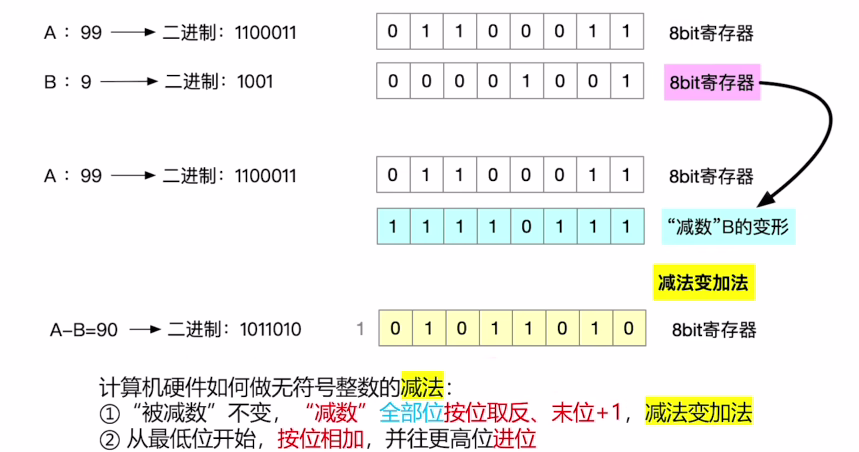 A：99 → 二进制：1100011 0 1 1 0 0 0 1 1 8bit寄存器
B：9 → 二进制：1001 0 0 0 0 1 0 0 1 8bit寄存器
A：99 → 二进制：1100011 0 1 1 0 0 0 1 1 8bit寄存器
1 1 1 1 0 1 1 1 “减数”B的变形
减法变加法
A-B=90 → 二进制：1011010 1 0 1 0 1 1 0 1 0 8bit寄存器
计算机硬件如何做无符号整数的减法：
①“被减数”不变，“减数”全部位按位取反、末位+1，减法变加法
② 从最低位开始，按位相加，并往更高位进位